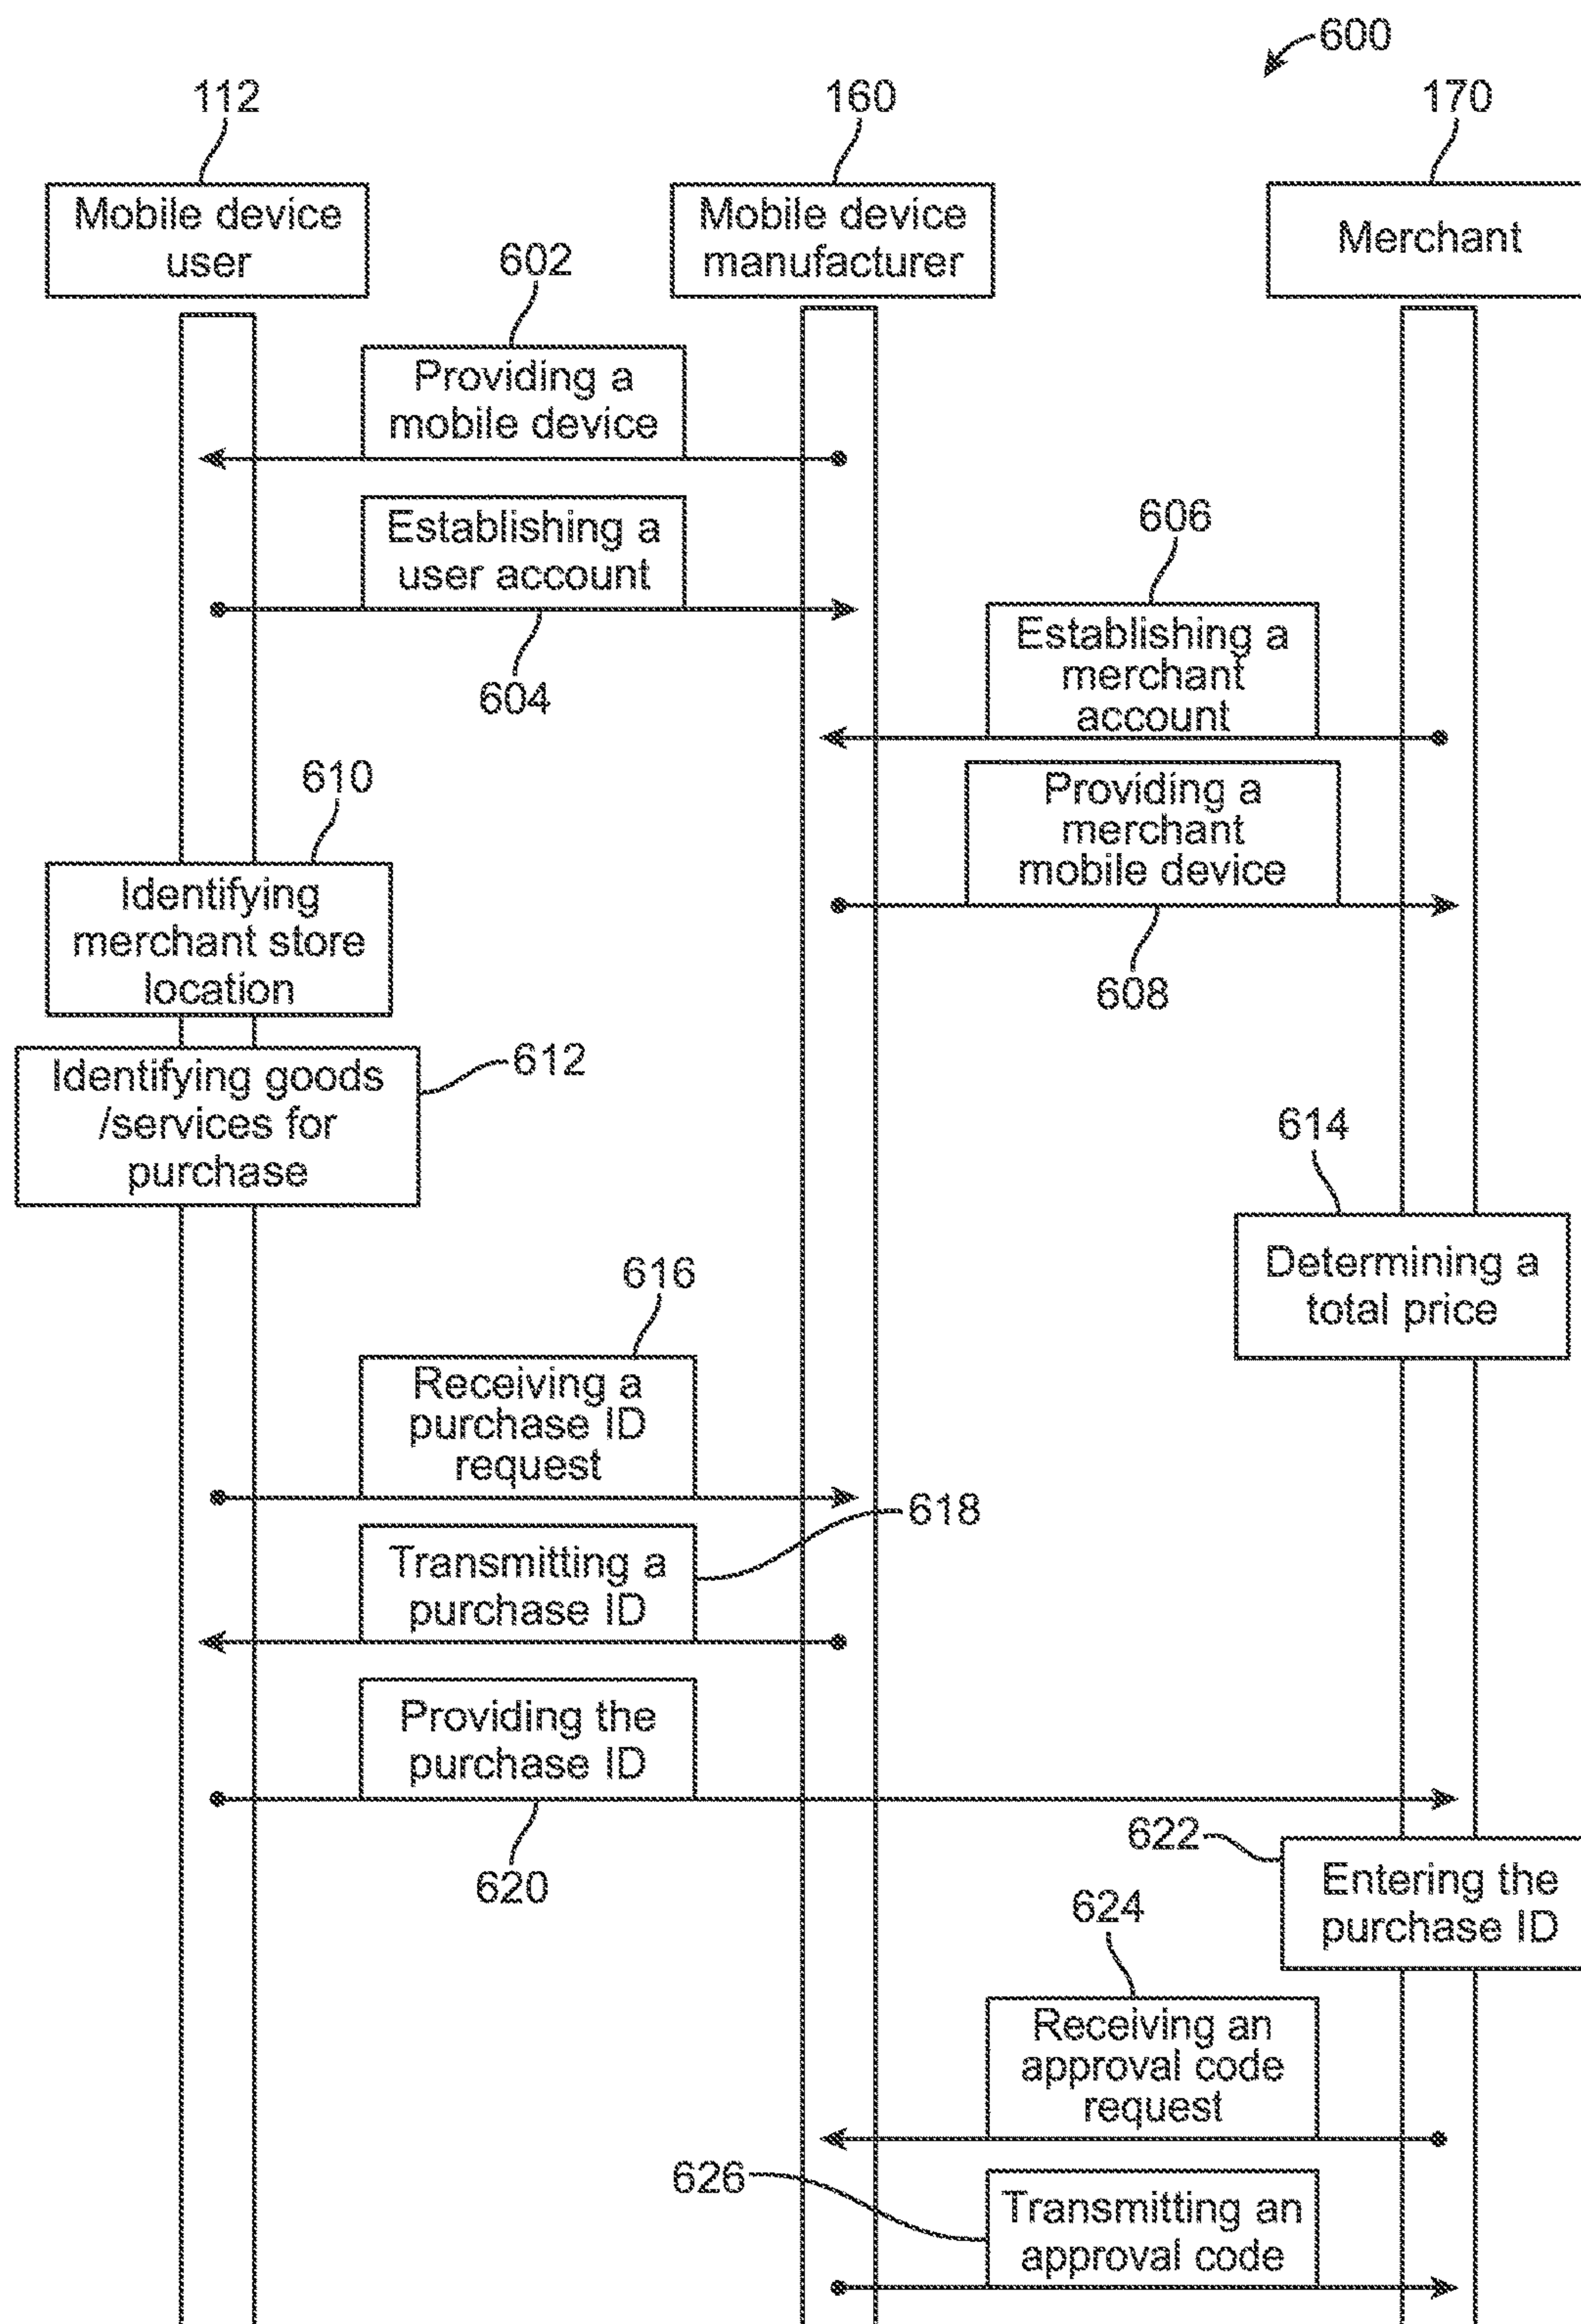 600
112
160
170
Mobile device
user
Mobile device
manufacturer
Merchant
602
Providing a
mobile device
Establishing a
user account
604
606
Establishing a
merchant
account
610
Providing a
merchant
mobile device
608
Identifying
merchant store
location
612
Identifying goods
/services for
purchase
614
Determining a
total price
616
Receiving a
purchase ID
request
618
Transmitting a
purchase ID
Providing the
purchase ID
620
622
Entering the
purchase ID
624
Receiving an
approval code
request
626
Transmitting an
approval code